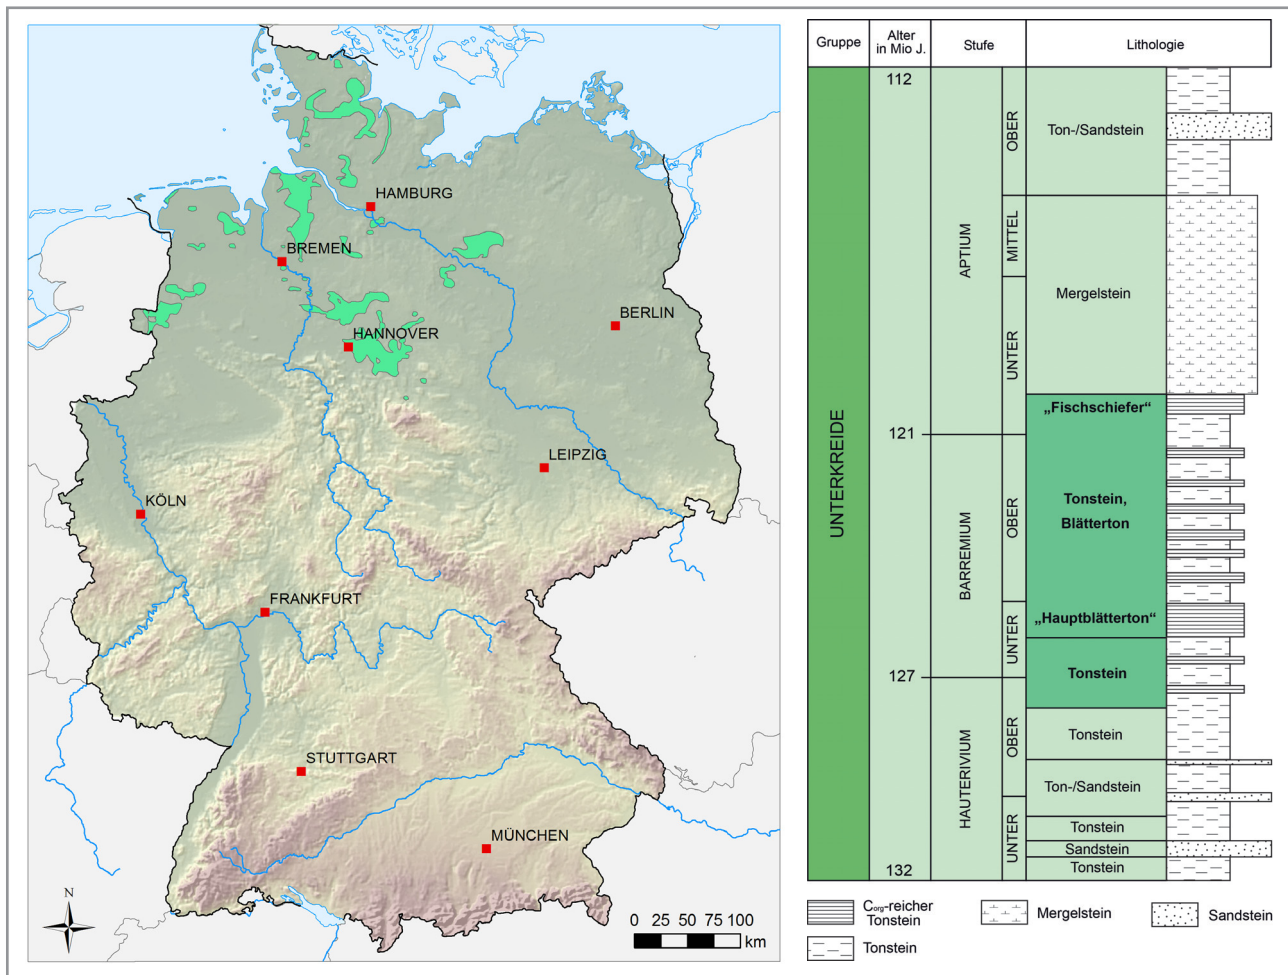 HAMBURG
BREMEN
BERLIN
HANNOVER
LEIPZIG
KÖLN
FRANKFURT
STUTTGART
MÜNCHEN
N
0 25 50 75 100
km
Gruppe
Alter
in Mio J.
Stufe
Lithologie
UNTERKREIDE
112
121
127
132
APTIUM
BARREMIUM
HAUTERIVIUM
OBER
MITTEL
UNTER
OBER
UNTER
OBER
UNTER
Ton-/Sandstein
Mergelstein
„Fischschiefer“
Tonstein,
Blätterton
„Hauptblätterton“
Tonstein
Tonstein
Ton-/Sandstein
Tonstein
Sandstein
Tonstein
Corg-reicher
Tonstein
Mergelstein
Sandstein
Tonstein